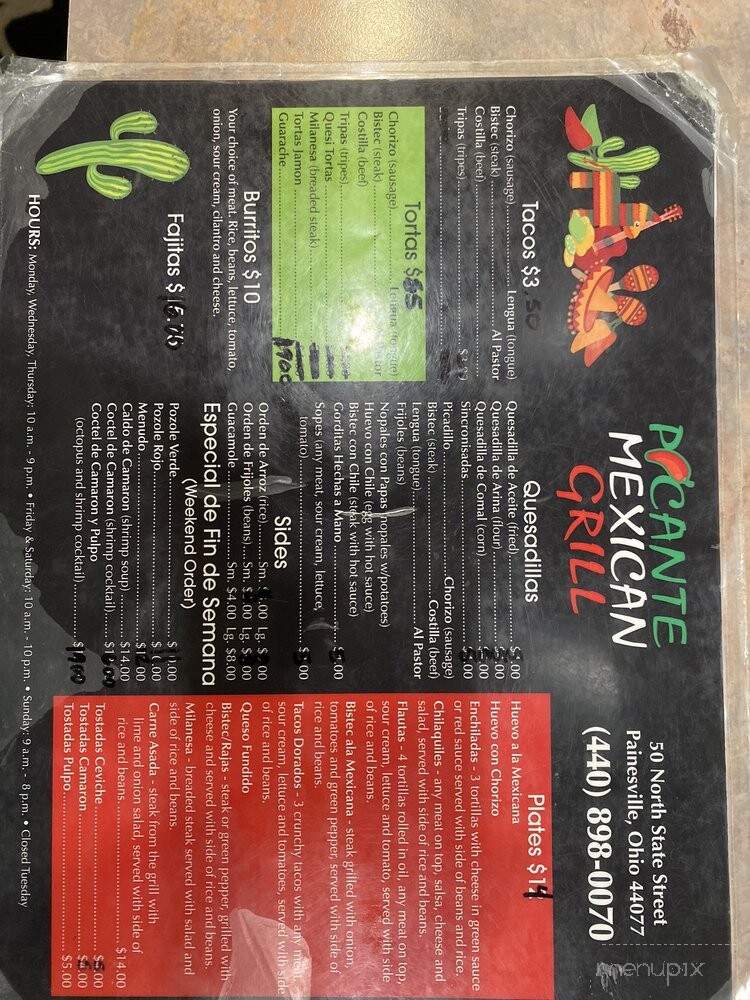 PICANTE
MEXICAN
GRILL
50 North State Street
Painesville, Ohio 44077
(440) 898-0070
Tacos $3.50
Chorizo (sausage) Lengua (tongue)
Bistec (steak) Al Pastor
Costilla (beef)
Tripas (tripes)
Tortas $
Chorizo (sausage) Lengua (tongue)
Bistec (steak)
Costilla (beef)
Tripas (tripes)
Quesi Tortas
Milanesa (breaded steak)
Tortas Jamon
Guarache
Burritos $10
Your choice of meat. Rice, beans, lettuce, tomato,
onion, sour cream, cilantro and cheese.
Fajitas $
Quesadillas
Quesadilla de Aceite (fried)
Quesadilla de Arina (flour)
Quesadilla de Comal (corn)
Sincronisadas
Picadillo Chorizo (sausage)
Bistec (steak) Costilla (beef)
Lengua (tongue) Al Pastor
Frijoles (beans)
Nopales con Papas (nopales w/potatoes)
Huevo con Chile (egg with hot sauce)
Bistec con Chile (steak with hot sauce)
Gorditas Hechas a Mano
Sopes (any meat, sour cream, lettuce,
tomato)
Sides
Orden de Arroz (rice) Sm. Lg.
Orden de Frijoles (beans) Sm. Lg.
Guacamole Sm. $4.00 Lg. $8.00
Especial de Fin de Semana
(Weekend Order)
Pozole Verde
Pozole Rojo
Menudo
Caldo de Camaron (shrimp soup) $14.00
Coctel de Camaron (shrimp cocktail)
Coctel de Camaron y Pulpo
(octopus and shrimp cocktail)
Plates $14
Huevo a la Mexicana
Huevo con Chorizo
Enchiladas - 3 tortillas with cheese in green sauce
or red sauce served with side of beans and rice.
Chilaquiles - any meat on top, salsa, cheese and
salad, served with side of rice and beans.
Flautas - 4 tortillas rolled in oil, any meat on top,
sour cream, lettuce and tomato, served with side
of rice and beans.
Bistec ala Mexicana - steak grilled with onion,
tomatoes and green pepper, served with side of
rice and beans.
Tacos Dorados - 3 crunchy tacos with any meat,
sour cream, lettuce and tomatoes, served with side
of rice and beans.
Queso Fundido
Bistec/Rajas - steak or green pepper, grilled with
cheese and served with side of rice and beans.
Milanesa - breaded steak served with salad and
side of rice and beans
Carne Asada - steak from the grill with
lime and onion salad, served with side of
rice and beans. $14.00
Tostadas Ceviche
Tostadas Camaron
Tostadas Pulpo $5.00
HOURS: Monday, Wednesday, Thursday: 10 a.m. - 9 p.m. • Friday & Saturday: 10 a.m. - 10 p.m. • Sunday: 9 a.m. - 8 p.m. • Closed Tuesday
menupix